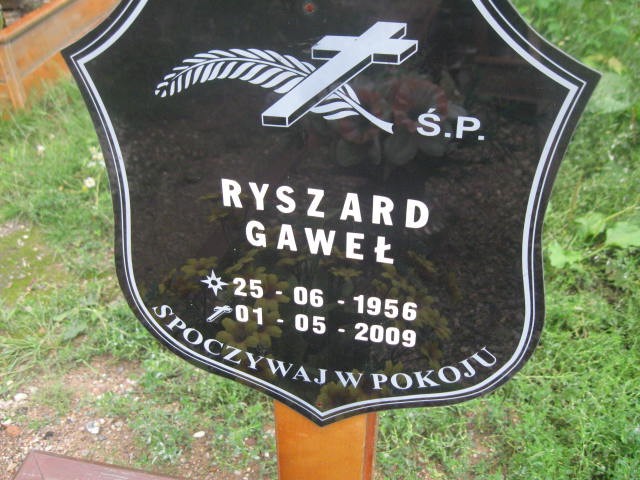 Ś.P.
RYSZARD
GAWEŁ
25 - 06 - 1956
01 - 05 - 2009
SPOCZYWAJ W POKOJU